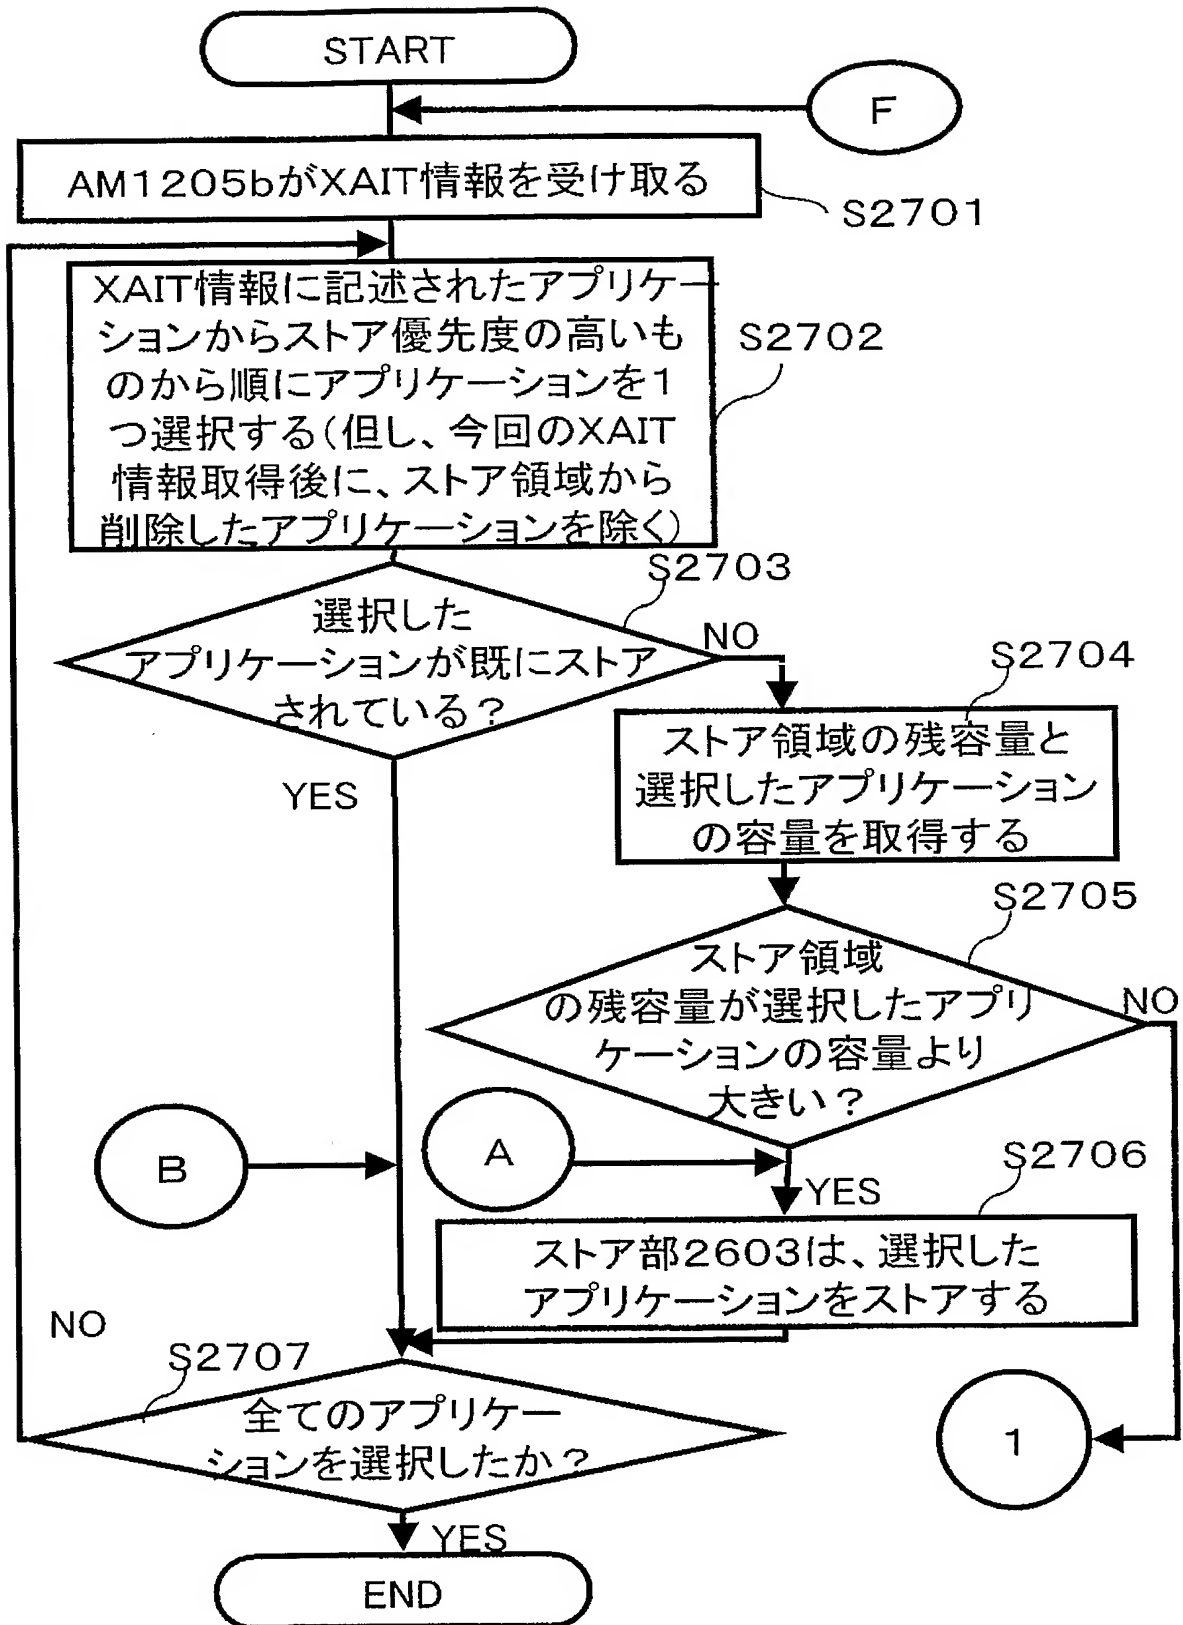 START
F
AM1205bがXAIT情報を受け取る
S2701
XAIT情報に記述されたアプリケー
ションからストア優先度の高いも
のから順にアプリケーションを1
つ選択する(但し、今回のXAIT
情報取得後に、ストア領域から
削除したアプリケーションを除く)
S2702
S2703
選択した
アプリケーションが既にストア
されている?
NO
YES
S2704
ストア領域の残容量と
選択したアプリケーション
の容量を取得する
S2705
ストア領域
の残容量が選択したアプリ
ケーションの容量より
大きい?
NO
B
A
YES
S2706
ストア部2603は、選択した
アプリケーションをストアする
NO
S2707
全てのアプリケー
ションを選択したか?
1
YES
END